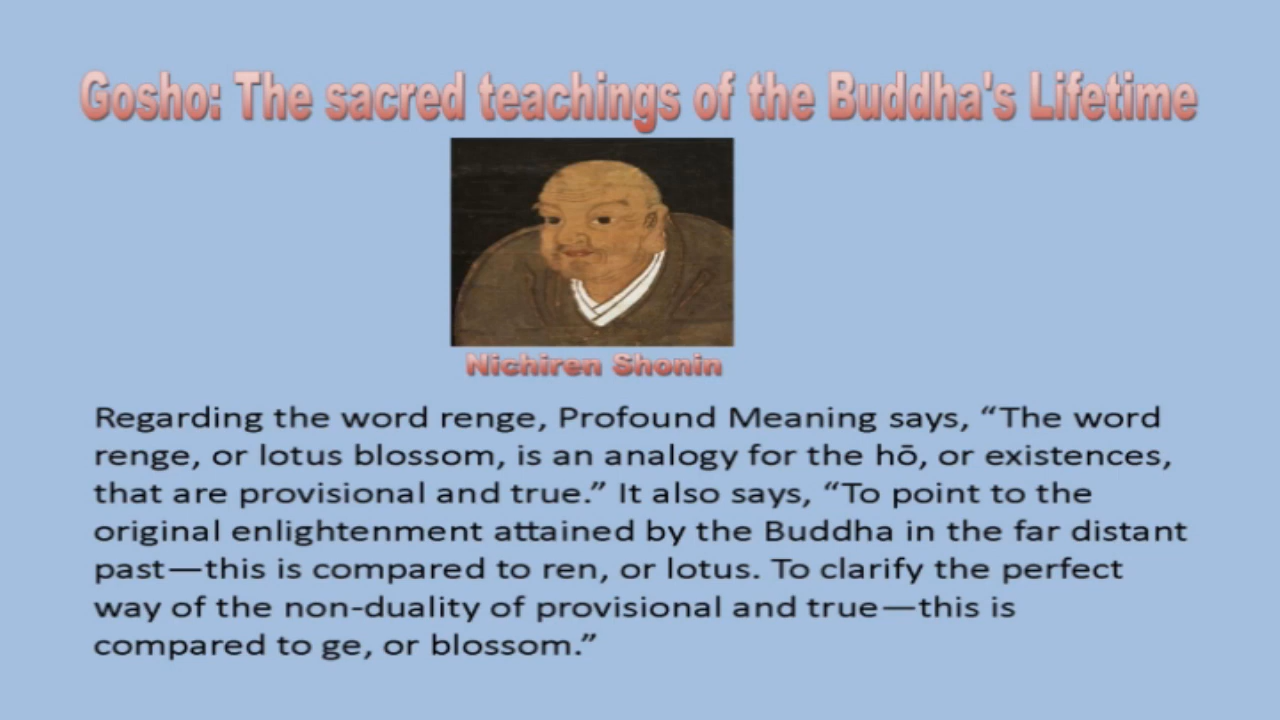 Gosho: The sacred teachings of the Buddha's Lifetime
Nichiren Shonin
Regarding the word renge, Profound Meaning says, “The word
renge, or lotus blossom, is an analogy for the hō, or existences,
that are provisional and true.” It also says, “To point to the
original enlightenment attained by the Buddha in the far distant
past—this is compared to ren, or lotus. To clarify the perfect
way of the non-duality of provisional and true—this is
compared to ge, or blossom.”